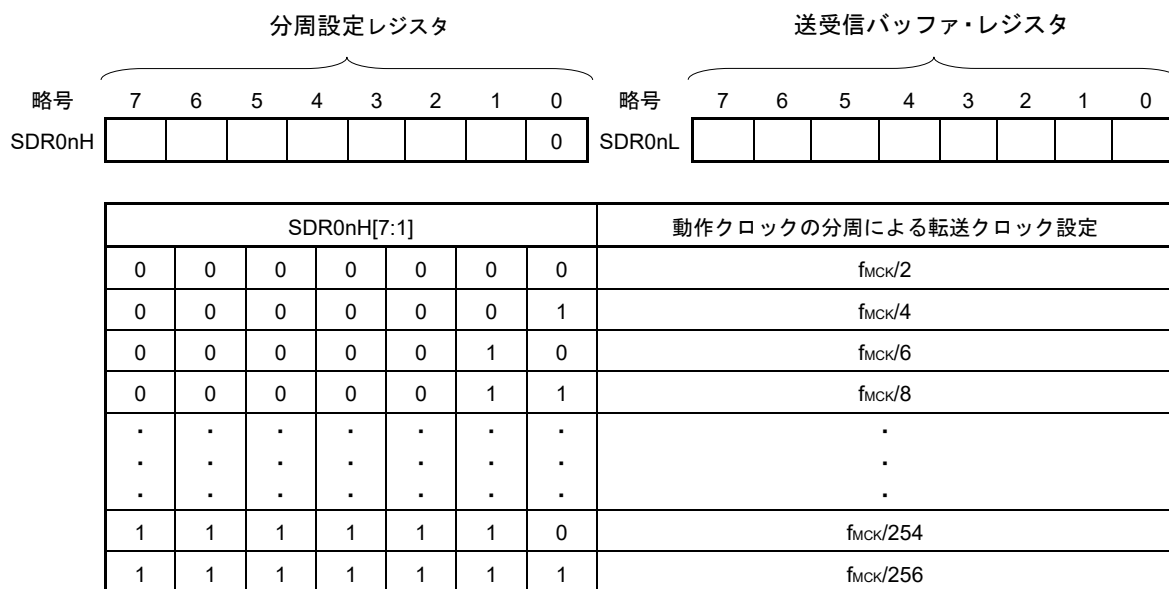 分周設定レジスタ 送受信バッファ・レジスタ
略号 7 6 5 4 3 2 1 0 略号 7 6 5 4 3 2 1 0
SDR0nH 0 SDR0nL
SDR0nH[7:1] 動作クロックの分周による転送クロック設定
0 0 0 0 0 0 0 fMCK/2
0 0 0 0 0 0 1 fMCK/4
0 0 0 0 0 1 0 fMCK/6
0 0 0 0 0 1 1 fMCK/8
・ ・ ・ ・ ・ ・ ・ ・
・ ・ ・ ・ ・ ・ ・ ・
・ ・ ・ ・ ・ ・ ・ ・
1 1 1 1 1 1 0 fMCK/254
1 1 1 1 1 1 1 fMCK/256